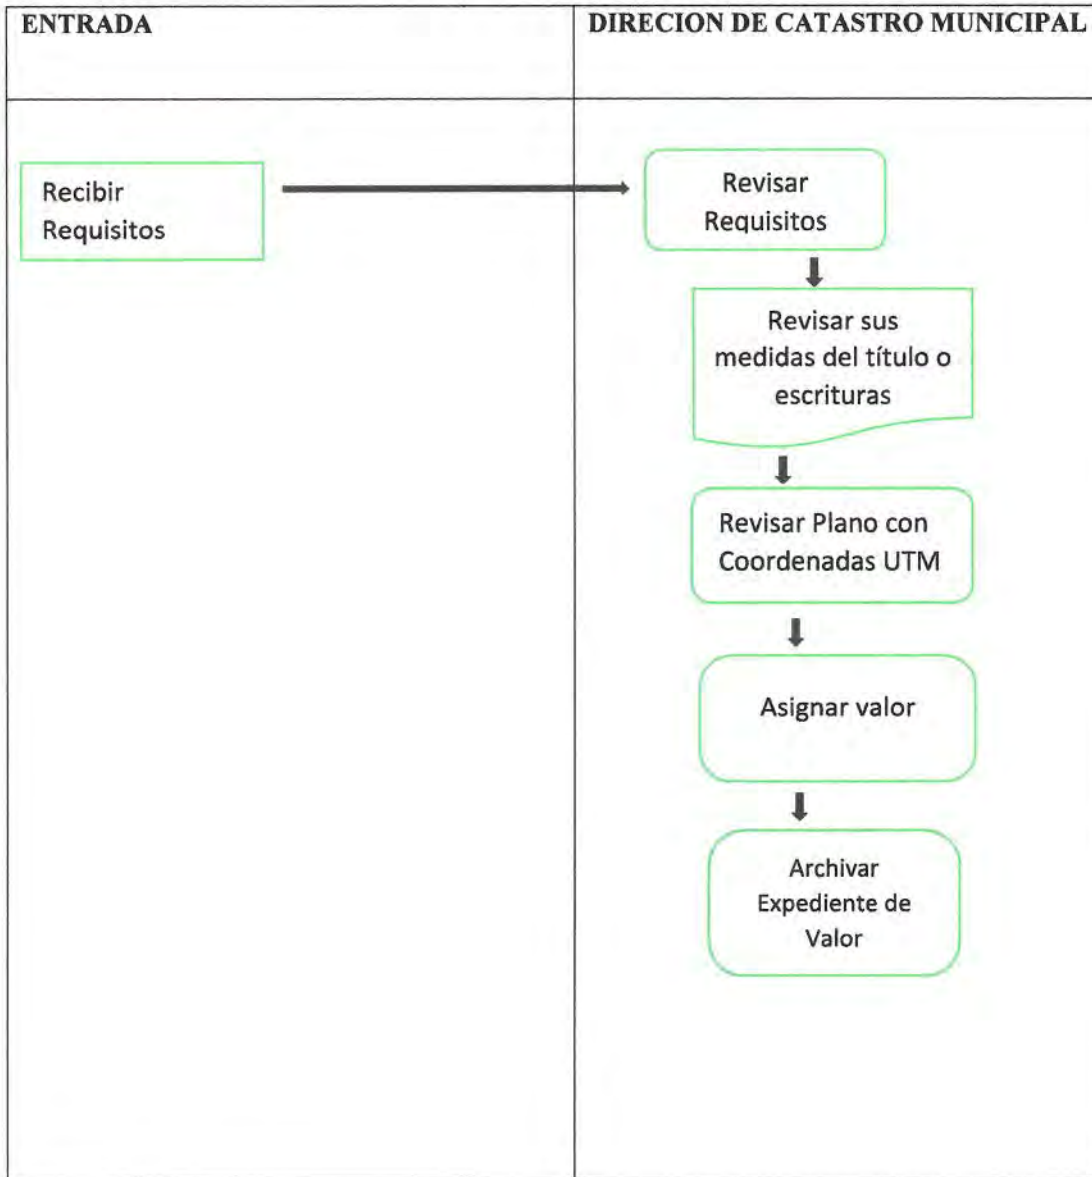 ENTRADA
DIRECION DE CATASTRO MUNICIPAL
Recibir
Requisitos
Revisar
Requisitos
Revisar sus
medidas del título o
escrituras
Revisar Plano con
Coordenadas UTM
Asignar valor
Archivar
Expediente de
Valor